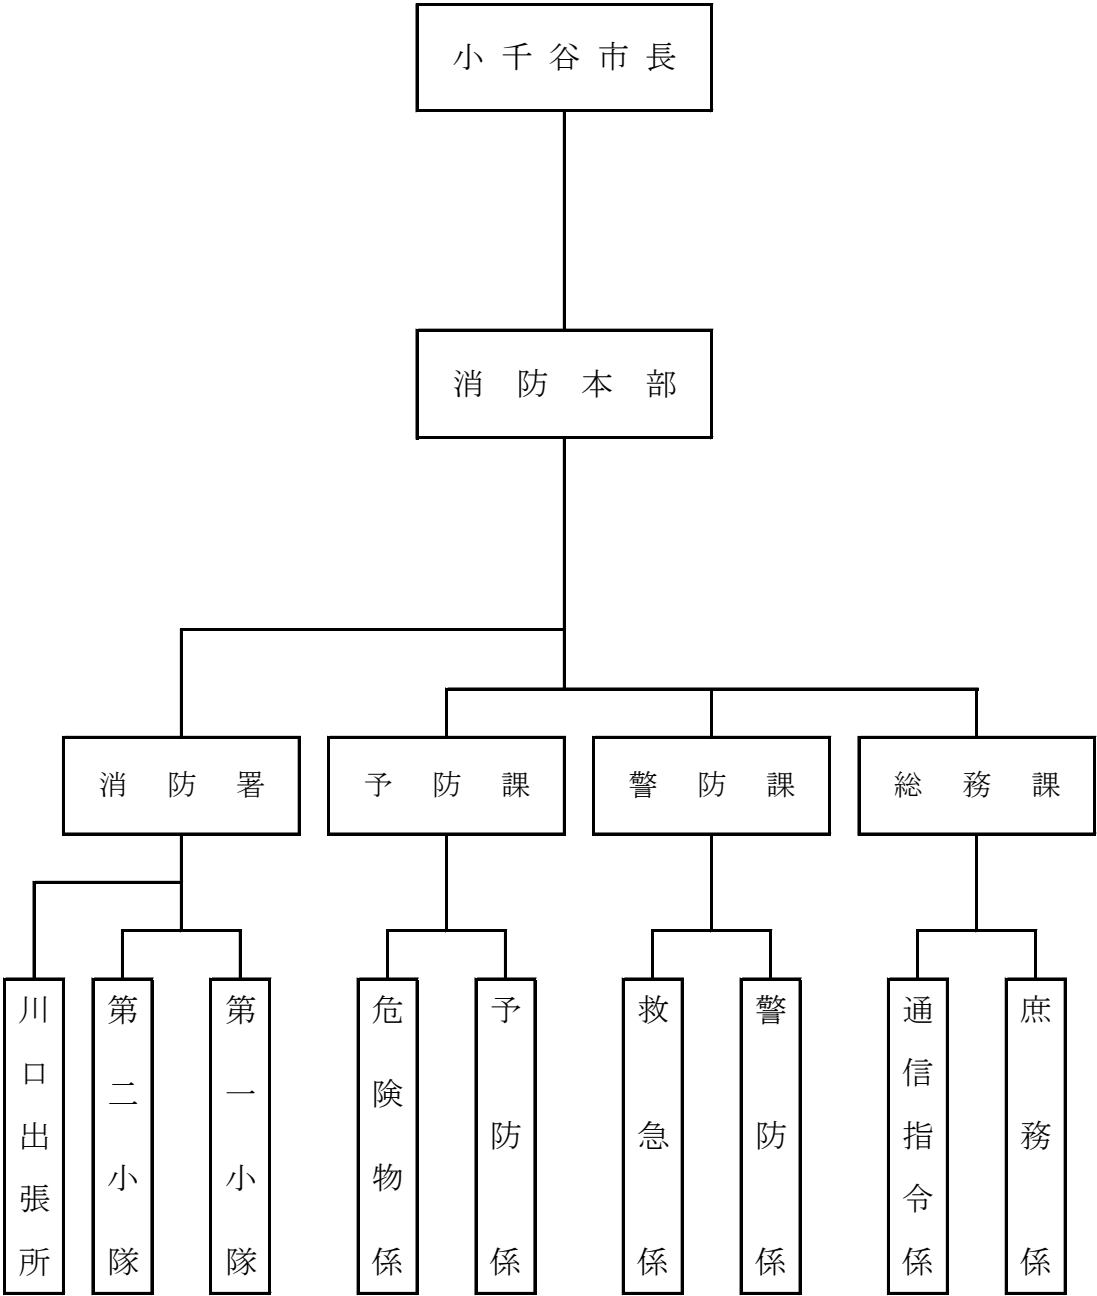 小千谷市長
消防本部
消防署
予防課
警防課
総務課
川口出張所
第二小隊
第一小隊
危険物係
予防係
救急係
警防係
通信指令係
庶務係